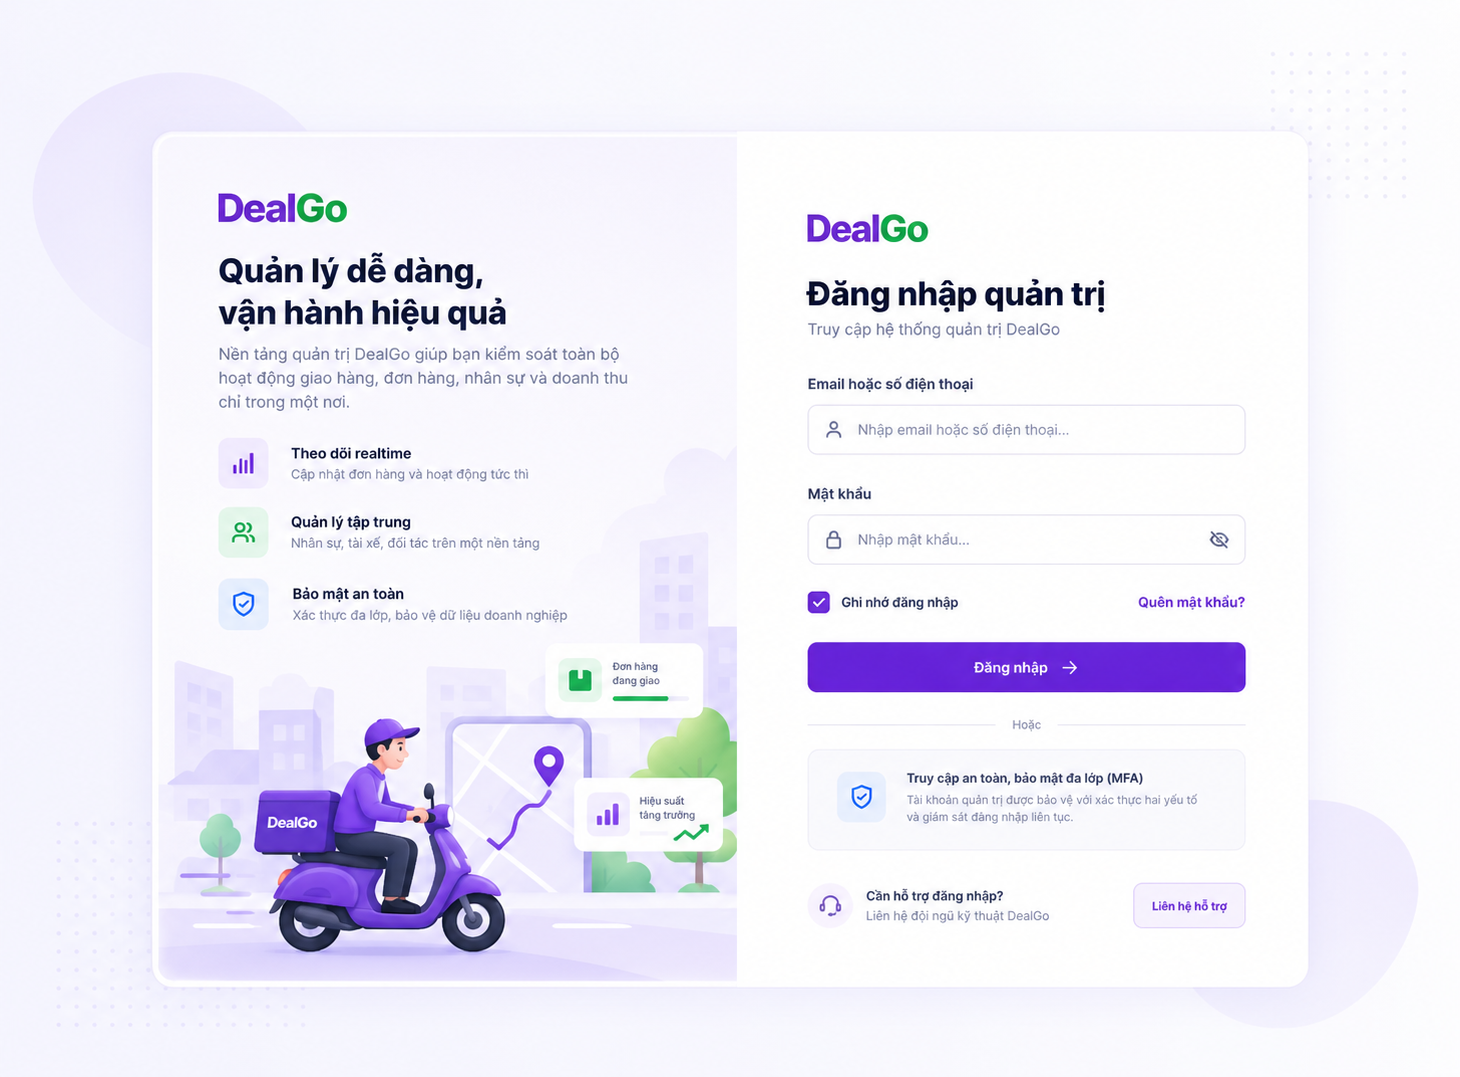 DealGo
Quản lý dễ dàng,
vận hành hiệu quả
Nền tảng quản trị DealGo giúp bạn kiểm soát toàn bộ
hoạt động giao hàng, đơn hàng, nhân sự và doanh thu
chỉ trong một nơi.
Theo dõi realtime
Cập nhật đơn hàng và hoạt động tức thì
Quản lý tập trung
Nhân sự, tài xế, đối tác trên một nền tảng
Bảo mật an toàn
Xác thực đa lớp, bảo vệ dữ liệu doanh nghiệp
Đơn hàng
đang giao
Hiệu suất
tăng trưởng
DealGo
DealGo
Đăng nhập quản trị
Truy cập hệ thống quản trị DealGo
Email hoặc số điện thoại
Nhập email hoặc số điện thoại...
Mật khẩu
Nhập mật khẩu...
Ghi nhớ đăng nhập
Quên mật khẩu?
Đăng nhập
Hoặc
Truy cập an toàn, bảo mật đa lớp (MFA)
Tài khoản quản trị được bảo vệ với xác thực hai yếu tố
và giám sát đăng nhập liên tục.
Cần hỗ trợ đăng nhập?
Liên hệ đội ngũ kỹ thuật DealGo
Liên hệ hỗ trợ